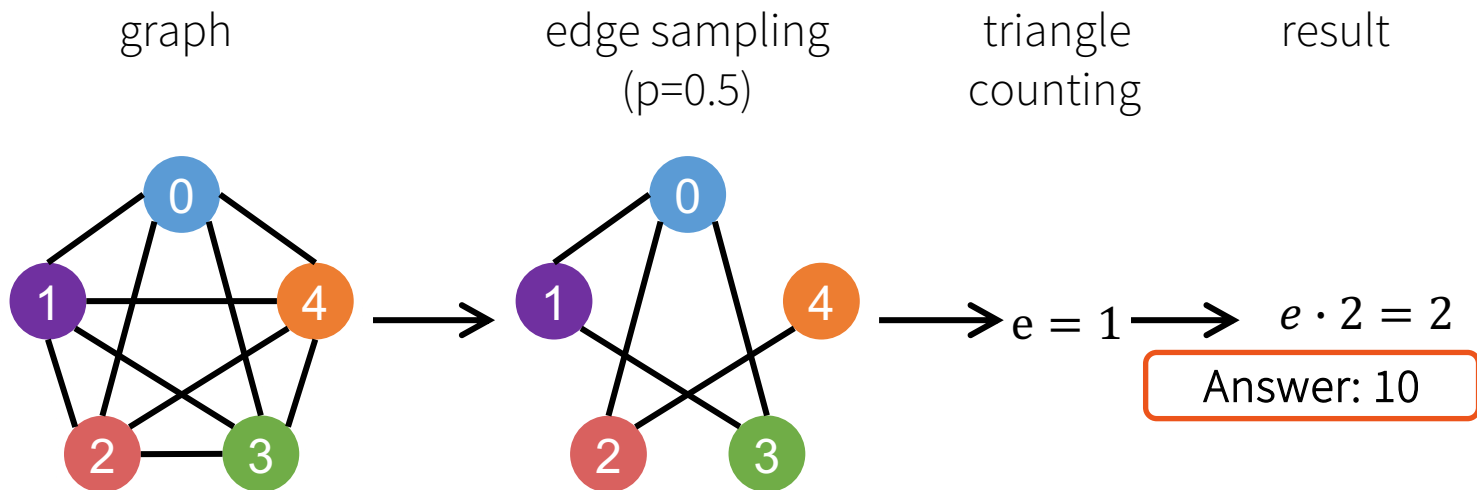 graph
edge sampling
(p=0.5)
triangle
counting
result
0
1
4
2
3
0
1
4
2
3
e = 1
e · 2 = 2
Answer: 10